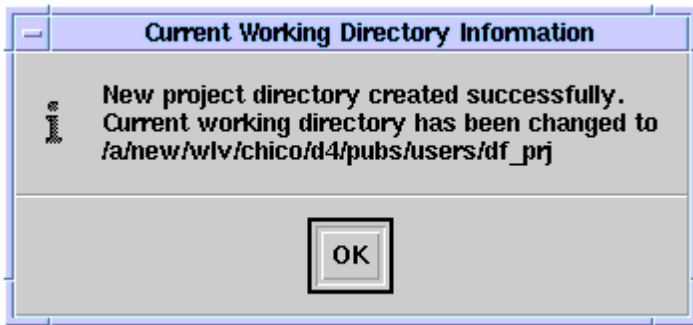 Current Working Directory Information
New project directory created successfully.
Current working directory has been changed to
/a/new/wlv/chico/d4/pubs/users/df_prj
OK